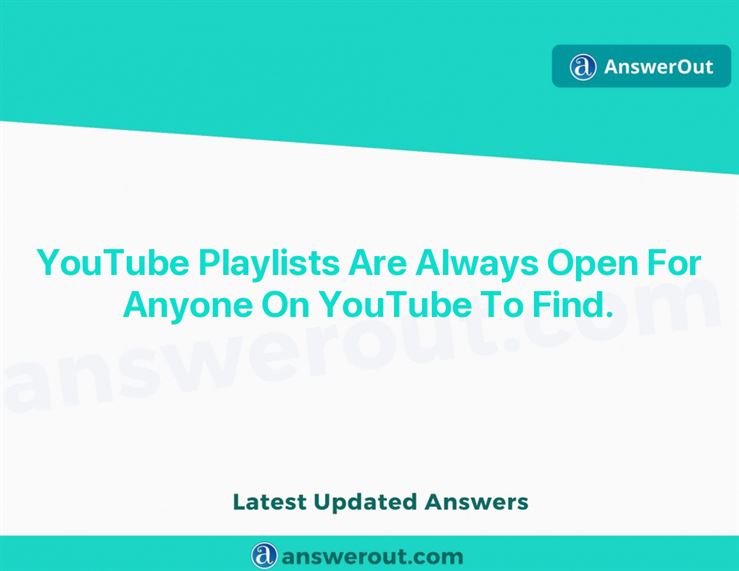 AnswerOut
YouTube Playlists Are Always Open For
Anyone On YouTube To Find.
answerout.com
Latest Updated Answers
answerout.com